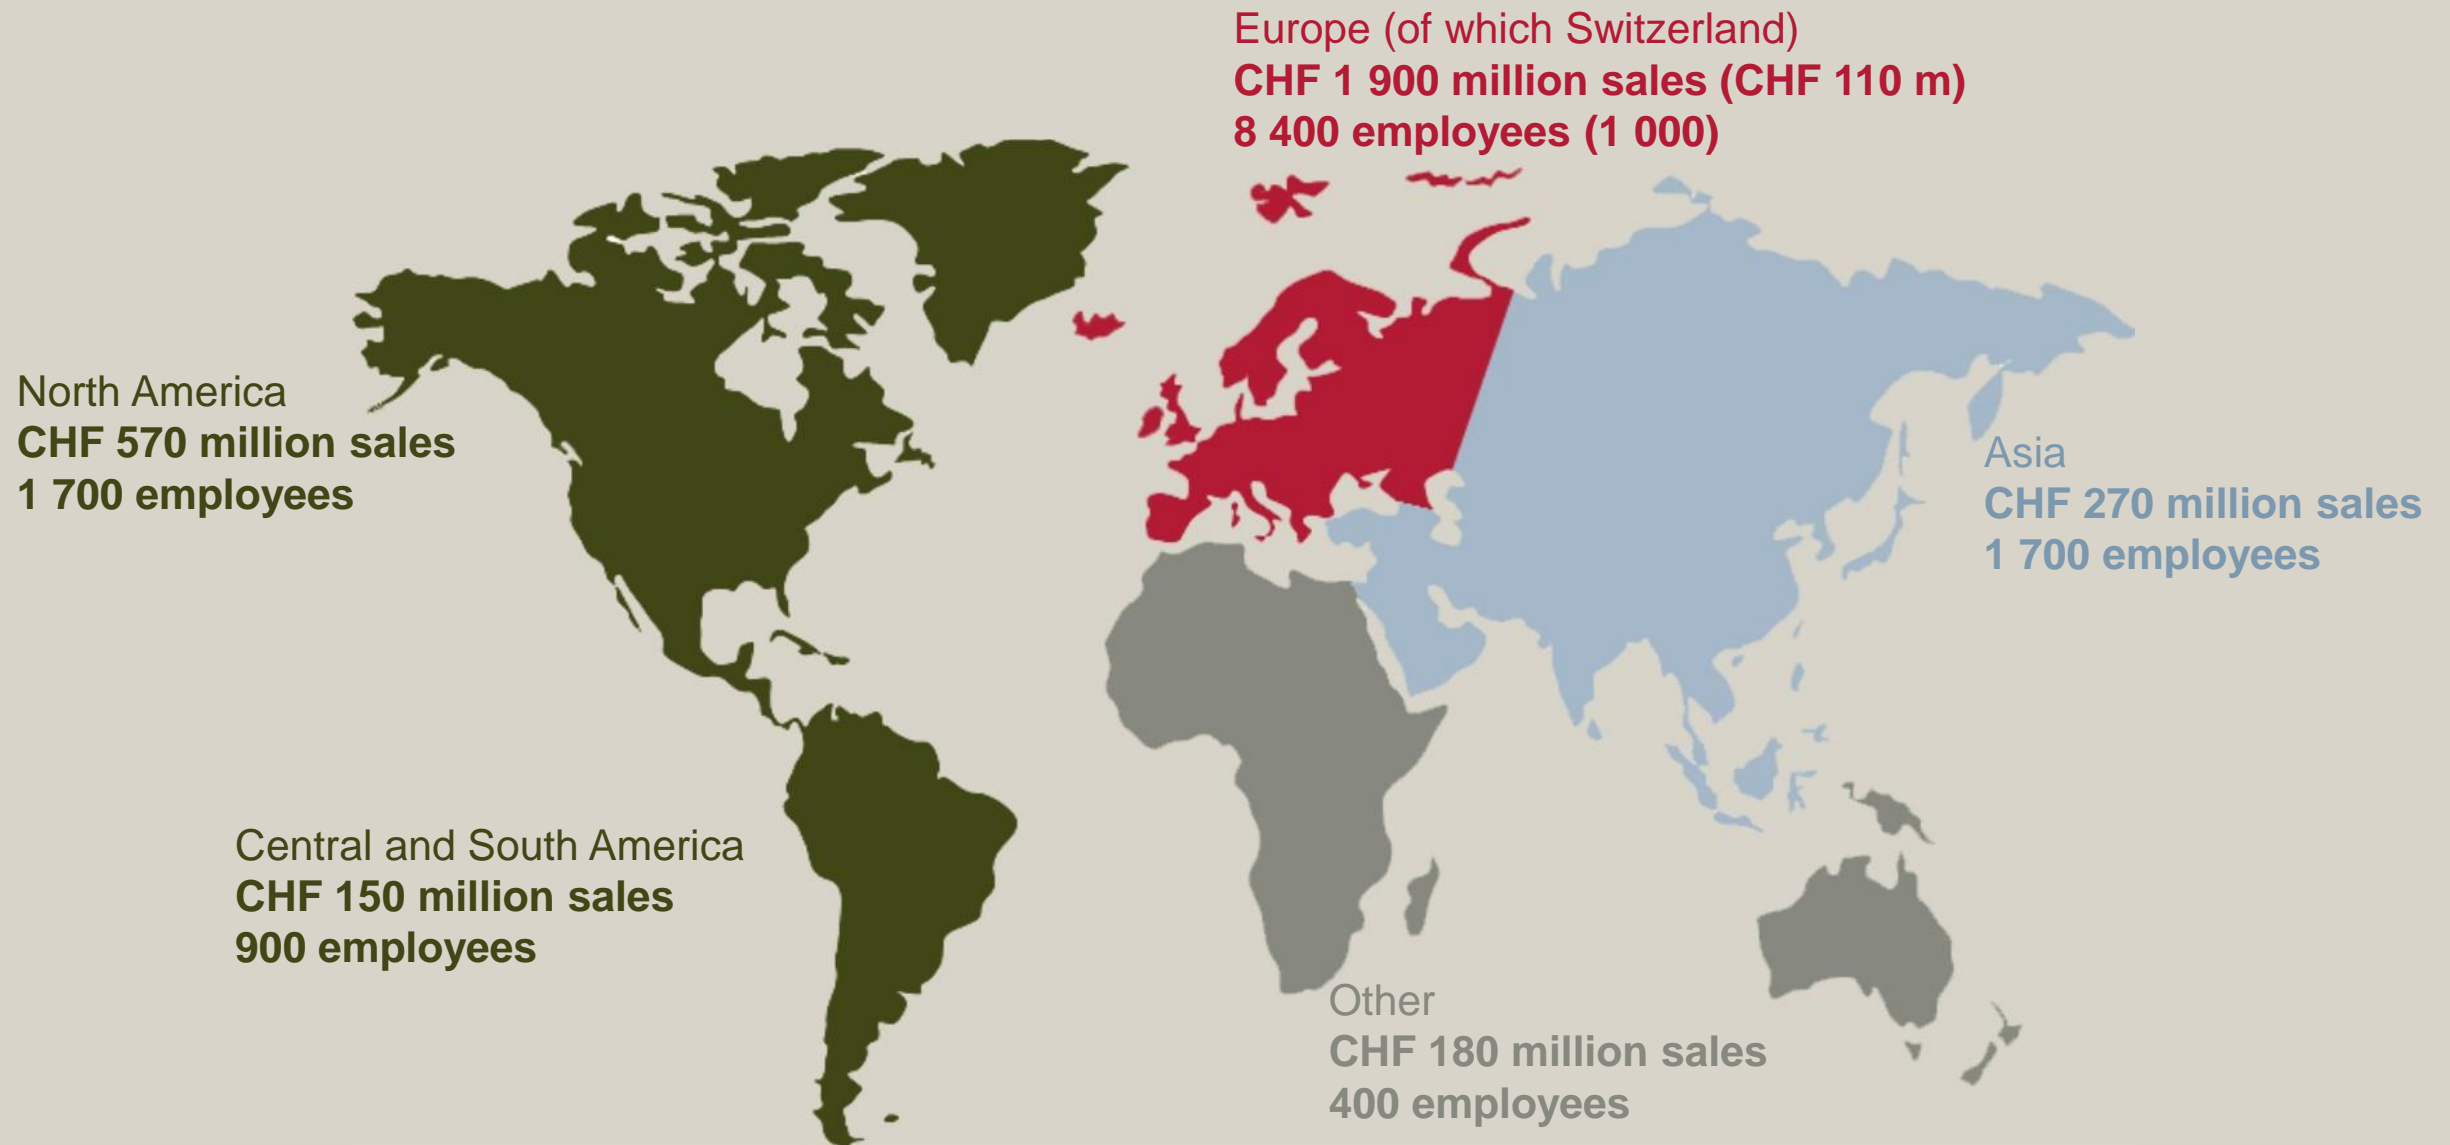 Europe (of which Switzerland)
CHF 1 900 million sales (CHF 110 m)
8 400 employees (1 000)
North America
CHF 570 million sales
1 700 employees
Asia
CHF 270 million sales
1 700 employees
Central and South America
CHF 150 million sales
900 employees
Other
CHF 180 million sales
400 employees